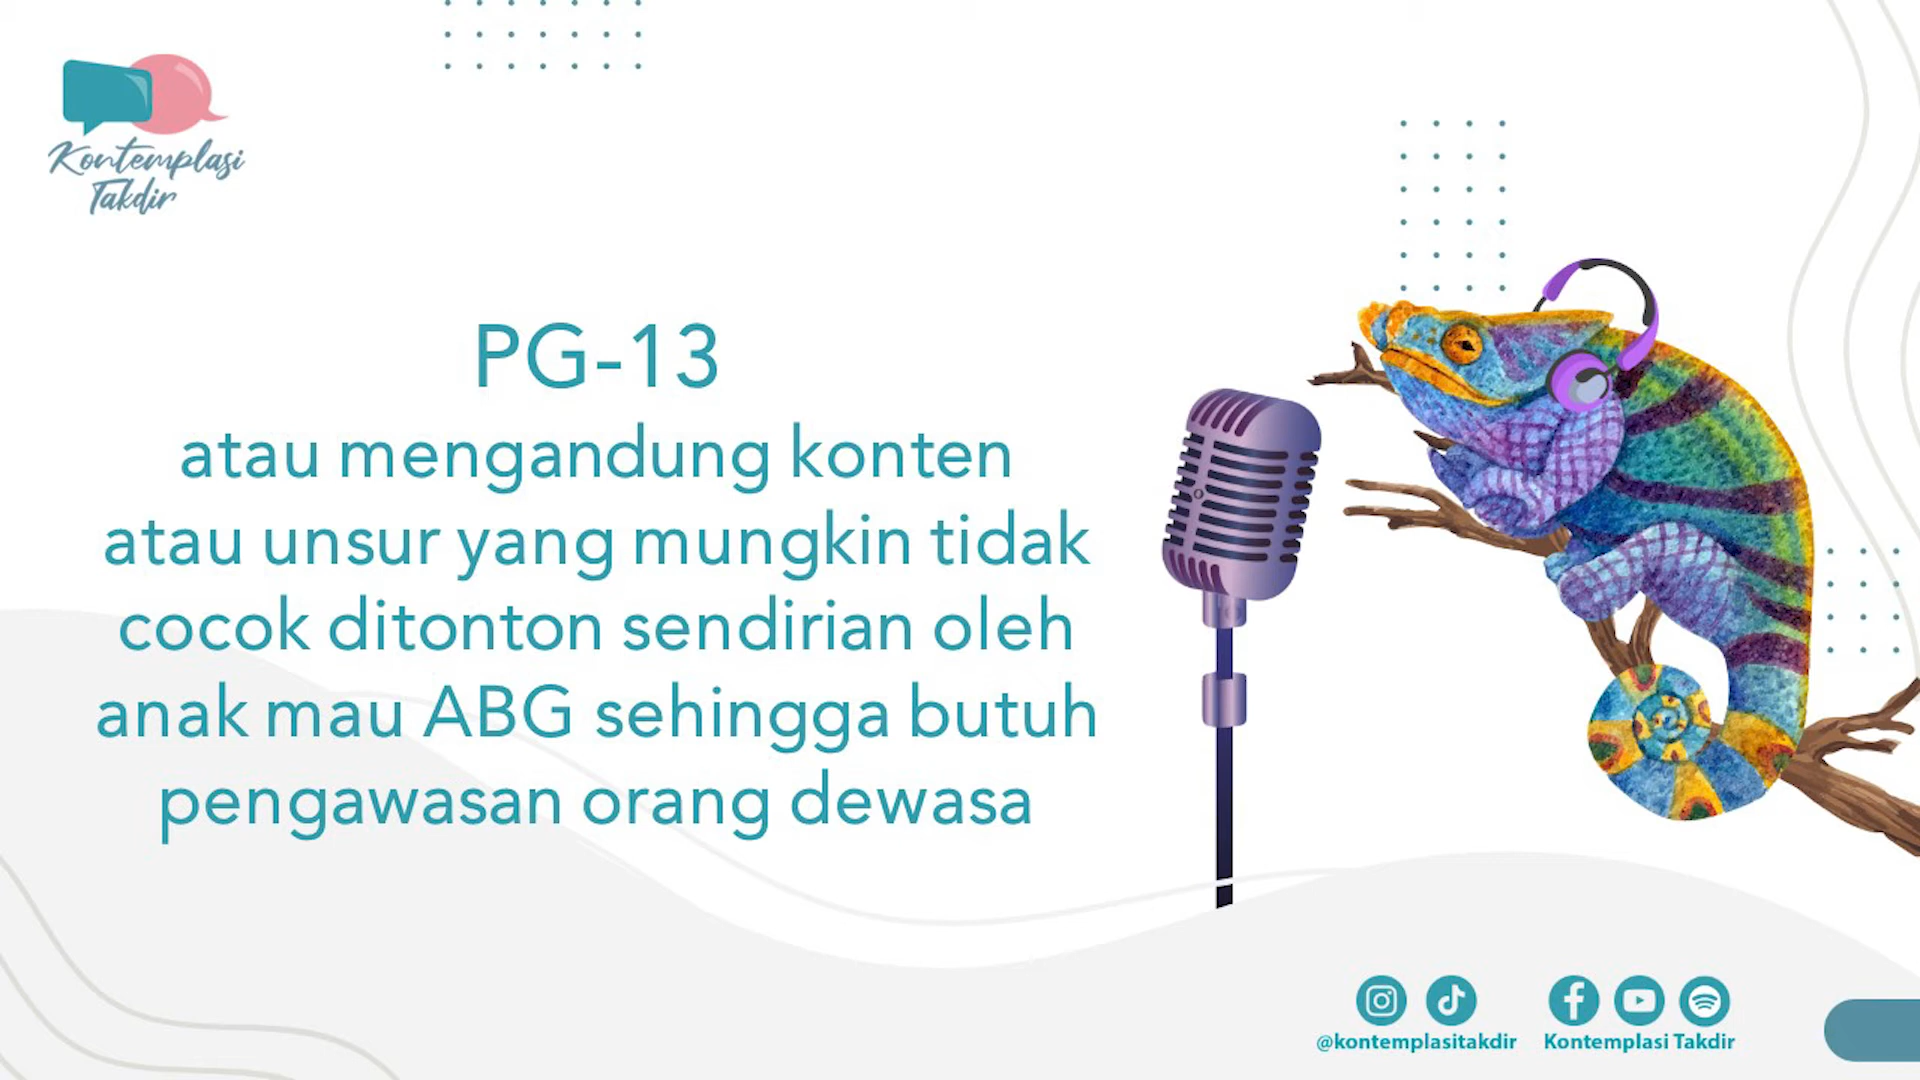 Kontemplasi
Takdir
PG-13
atau mengandung konten
atau unsur yang mungkin tidak
cocok ditonton sendirian oleh
anak mau ABG sehingga butuh
pengawasan orang dewasa
@kontemplasitakdir
Kontemplasi Takdir